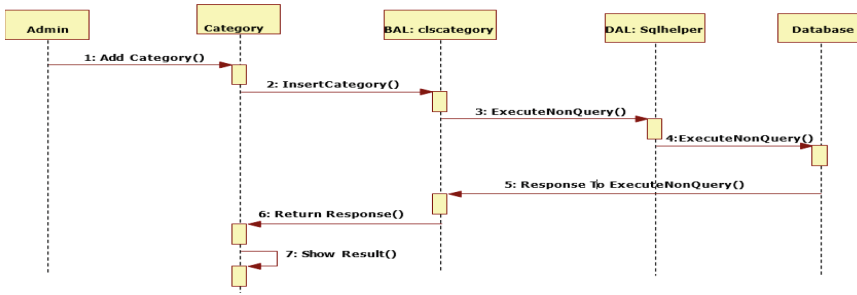 Admin
Category
BAL: clscategory
DAL: Sqlhelper
Database
1: Add Category()
2: InsertCategory()
3: ExecuteNonQuery()
4:ExecuteNonQuery()
5: Response To ExecuteNonQuery()
6: Return Response()
7: Show Result()